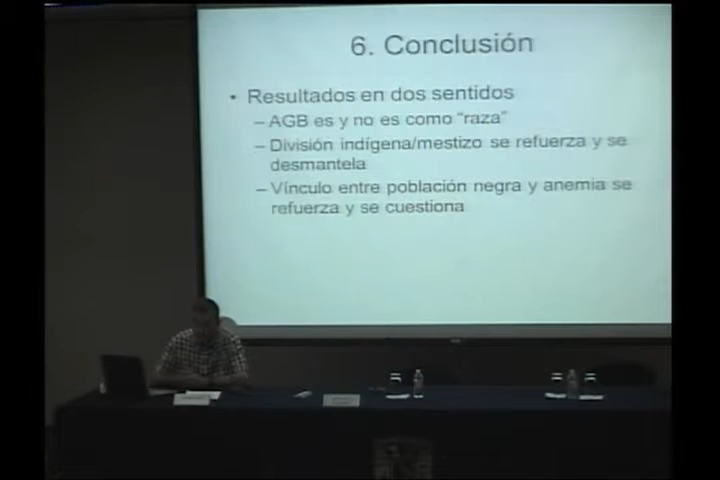 6. Conclusión
• Resultados en dos sentidos
– AGB es y no es como "raza"
– División indígena/mestizo se refuerza y se
desmantela
– Vínculo entre población negra y anemia se
refuerza y se cuestiona